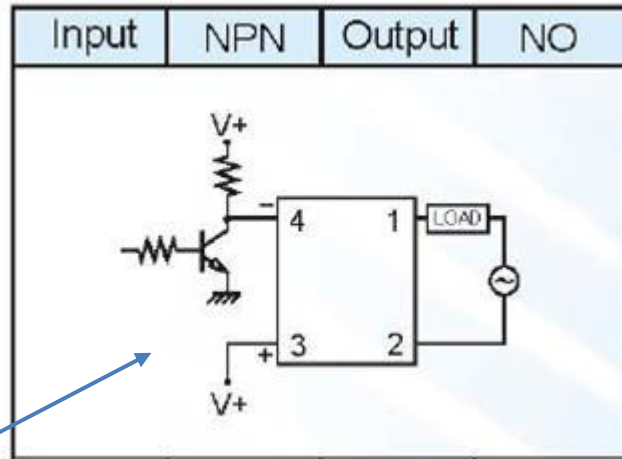 Input NPN Output NO
V+
− 4 1 LOAD
+ 3 2
V+